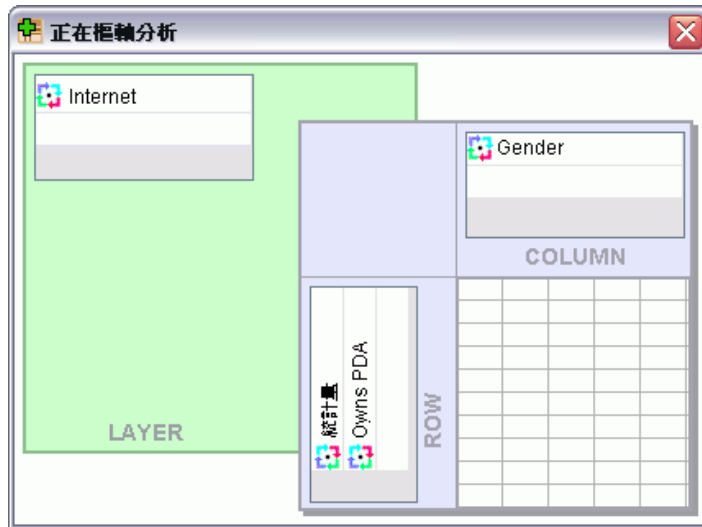 正在樞軸分析
Internet
Gender
COLUMN
統計量
Owns PDA
ROW
LAYER